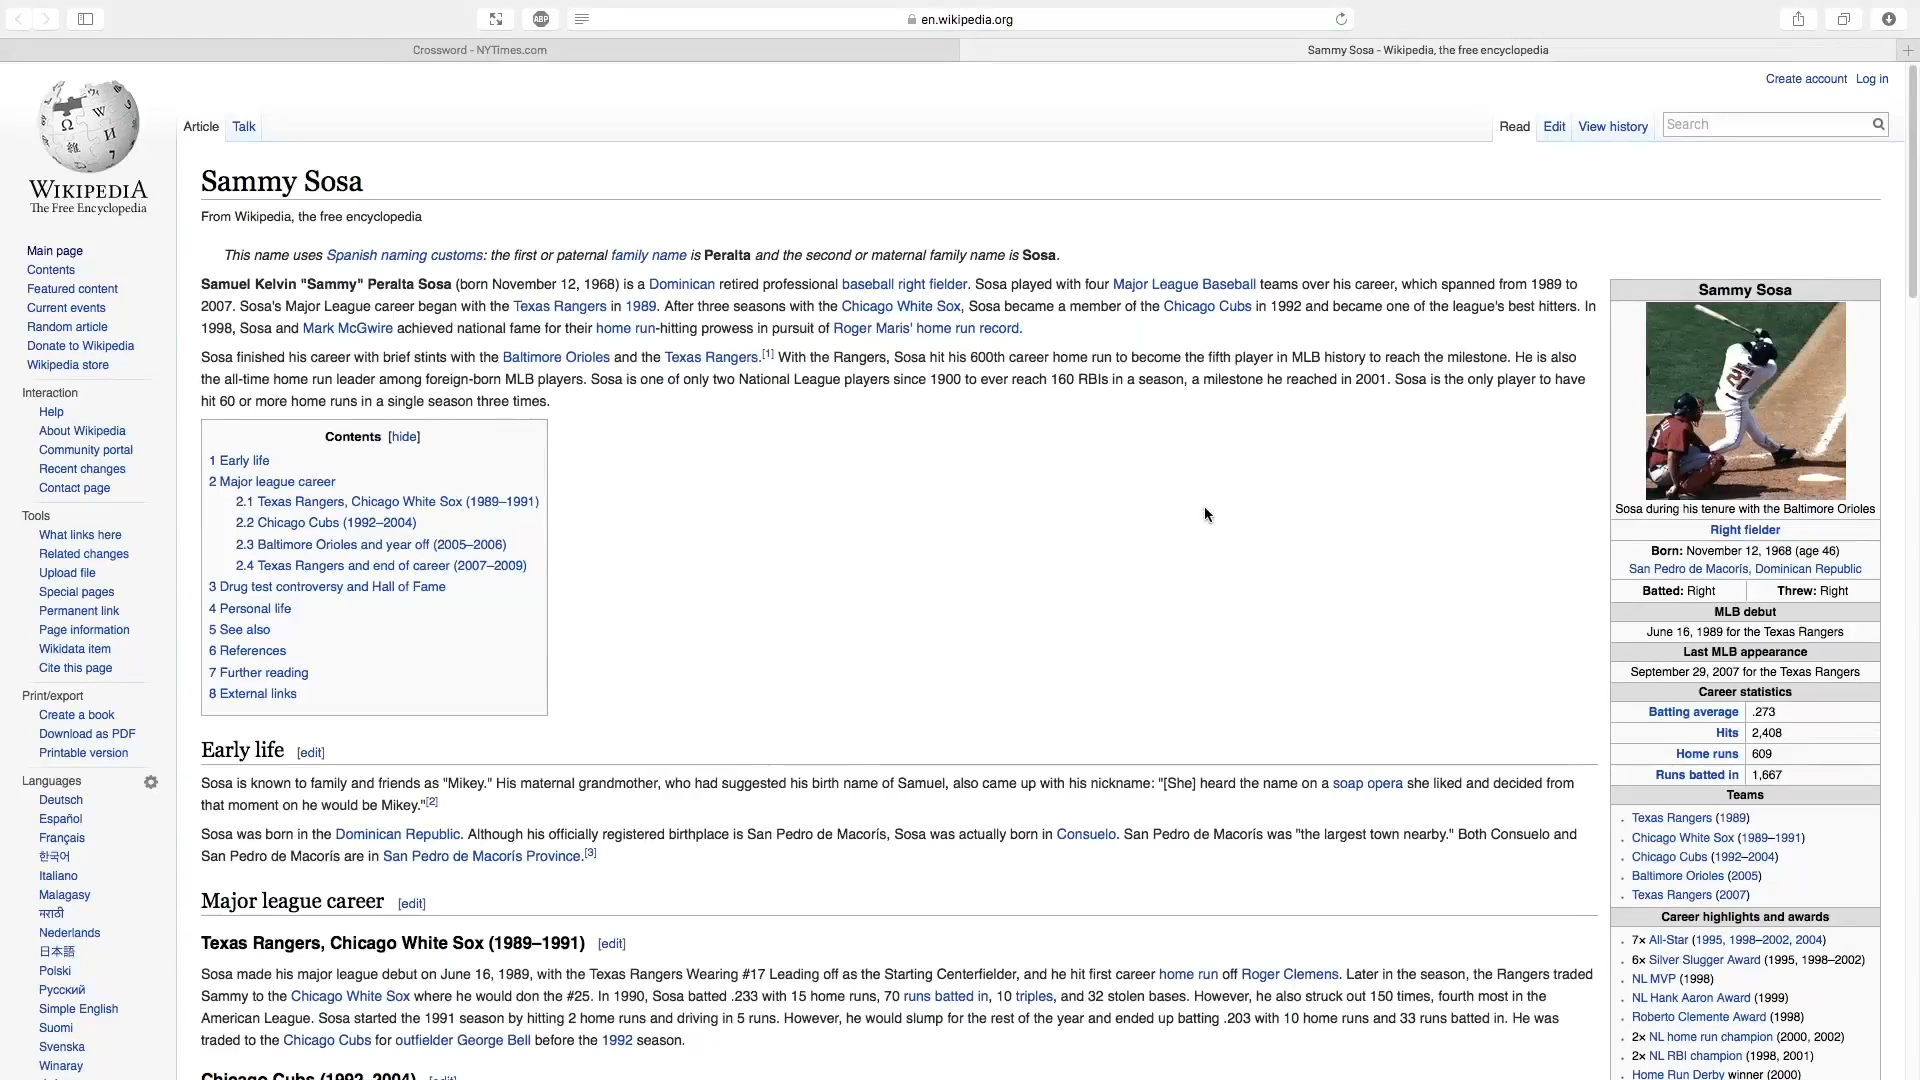 en.wikipedia.org
Crossword - NYTimes.com
Sammy Sosa - Wikipedia, the free encyclopedia
Create account Log in
WIKIPEDIA
The Free Encyclopedia
Article Talk
Read Edit View history Search
Main page
Contents
Featured content
Current events
Random article
Donate to Wikipedia
Wikipedia store
Interaction
Help
About Wikipedia
Community portal
Recent changes
Contact page
Tools
What links here
Related changes
Upload file
Special pages
Permanent link
Page information
Wikidata item
Cite this page
Print/export
Create a book
Download as PDF
Printable version
Languages
Deutsch
Español
Français
한국어
Italiano
Malagasy
मराठी
Nederlands
日本語
Polski
Русский
Simple English
Suomi
Svenska
Winaray
Sammy Sosa
From Wikipedia, the free encyclopedia
This name uses Spanish naming customs: the first or paternal family name is Peralta and the second or maternal family name is Sosa.
Samuel Kelvin "Sammy" Peralta Sosa (born November 12, 1968) is a Dominican retired professional baseball right fielder. Sosa played with four Major League Baseball teams over his career, which spanned from 1989 to
2007. Sosa's Major League career began with the Texas Rangers in 1989. After three seasons with the Chicago White Sox, Sosa became a member of the Chicago Cubs in 1992 and became one of the league's best hitters. In
1998, Sosa and Mark McGwire achieved national fame for their home run-hitting prowess in pursuit of Roger Maris' home run record.
Sosa finished his career with brief stints with the Baltimore Orioles and the Texas Rangers.[1] With the Rangers, Sosa hit his 600th career home run to become the fifth player in MLB history to reach the milestone. He is also
the all-time home run leader among foreign-born MLB players. Sosa is one of only two National League players since 1900 to ever reach 160 RBIs in a season, a milestone he reached in 2001. Sosa is the only player to have
hit 60 or more home runs in a single season three times.
Contents [hide]
1 Early life
2 Major league career
2.1 Texas Rangers, Chicago White Sox (1989–1991)
2.2 Chicago Cubs (1992–2004)
2.3 Baltimore Orioles and year off (2005–2006)
2.4 Texas Rangers and end of career (2007–2009)
3 Drug test controversy and Hall of Fame
4 Personal life
5 See also
6 References
7 Further reading
8 External links
Early life [edit]
Sosa is known to family and friends as "Mikey." His maternal grandmother, who had suggested his birth name of Samuel, also came up with his nickname: "[She] heard the name on a soap opera she liked and decided from
that moment on he would be Mikey."[2]
Sosa was born in the Dominican Republic. Although his officially registered birthplace is San Pedro de Macorís, Sosa was actually born in Consuelo. San Pedro de Macorís was "the largest town nearby." Both Consuelo and
San Pedro de Macorís are in San Pedro de Macorís Province.[3]
Major league career [edit]
Texas Rangers, Chicago White Sox (1989–1991) [edit]
Sosa made his major league debut on June 16, 1989, with the Texas Rangers Wearing #17 Leading off as the Starting Centerfielder, and he hit first career home run off Roger Clemens. Later in the season, the Rangers traded
Sammy to the Chicago White Sox where he would don the #25. In 1990, Sosa batted .233 with 15 home runs, 70 runs batted in, 10 triples, and 32 stolen bases. However, he also struck out 150 times, fourth most in the
American League. Sosa started the 1991 season by hitting 2 home runs and driving in 5 runs. However, he would slump for the rest of the year and ended up batting .203 with 10 home runs and 33 runs batted in. He was
traded to the Chicago Cubs for outfielder George Bell before the 1992 season.
Chicago Cubs (1992–2004) [edit]
Sammy Sosa
21
Sosa during his tenure with the Baltimore Orioles
Right fielder
Born: November 12, 1968 (age 46)
San Pedro de Macorís, Dominican Republic
Batted: Right Threw: Right
MLB debut
June 16, 1989 for the Texas Rangers
Last MLB appearance
September 29, 2007 for the Texas Rangers
Career statistics
Batting average .273
Hits 2,408
Home runs 609
Runs batted in 1,667
Teams
Texas Rangers (1989)
Chicago White Sox (1989–1991)
Chicago Cubs (1992–2004)
Baltimore Orioles (2005)
Texas Rangers (2007)
Career highlights and awards
7× All-Star (1995, 1998–2002, 2004)
6× Silver Slugger Award (1995, 1998–2002)
NL MVP (1998)
NL Hank Aaron Award (1999)
Roberto Clemente Award (1998)
2× NL home run champion (2000, 2002)
2× NL RBI champion (1998, 2001)
Home Run Derby winner (2000)